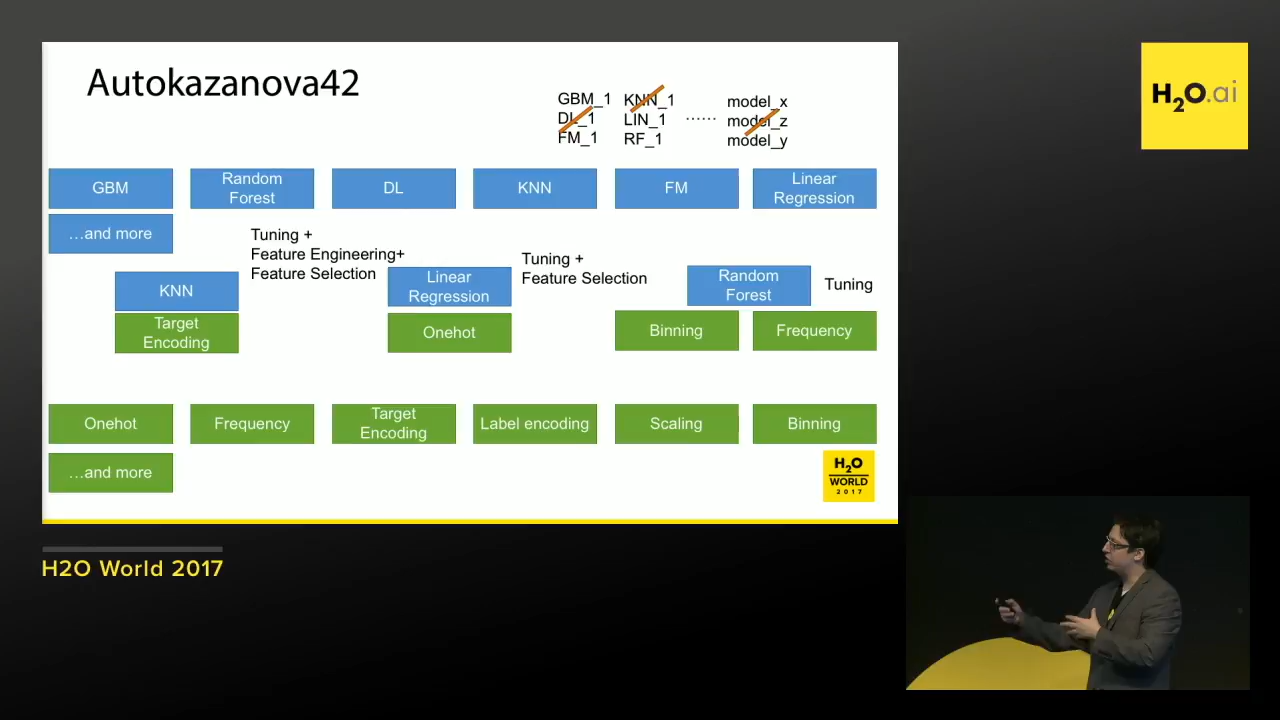 Autokazanova42
GBM_1 KNN_1 model_x
DL_1 LIN_1 ...... model_z
FM_1 RF_1 model_y
GBM
Random
Forest
DL
KNN
FM
Linear
Regression
…and more
Tuning +
Feature Engineering+
Feature Selection
Tuning +
Feature Selection
Tuning
KNN
Target
Encoding
Linear
Regression
Onehot
Random
Forest
Binning
Frequency
Onehot
Frequency
Target
Encoding
Label encoding
Scaling
Binning
…and more
H2O
WORLD
2017
H2O.ai
H2O World 2017